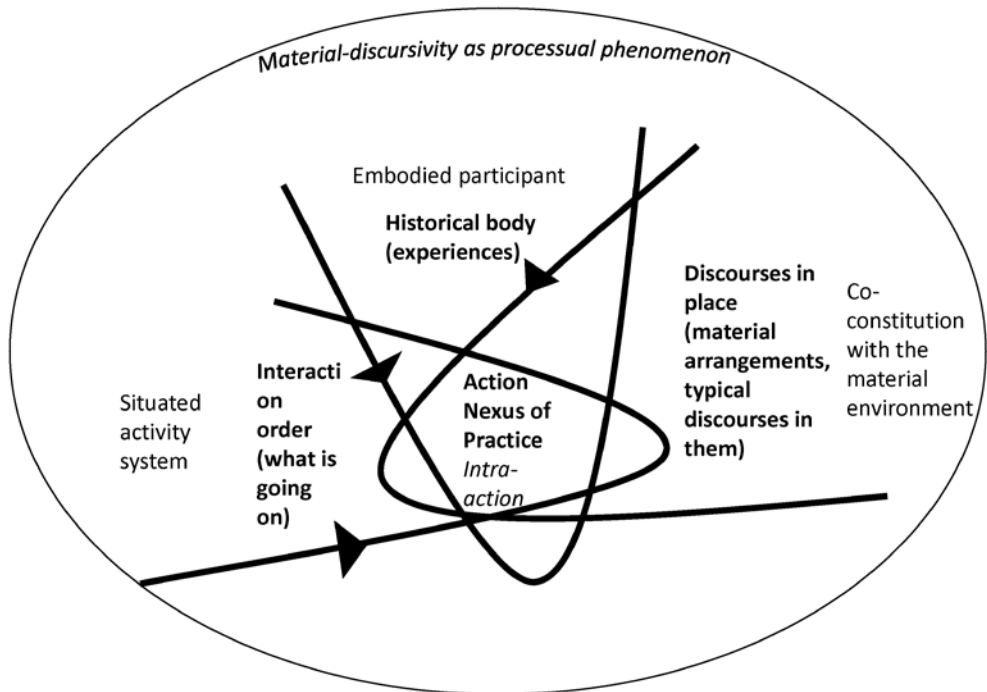 Material-discursivity as processual phenomenon
Embodied participant
Historical body
(experiences)
Situated
activity
system
Interacti
on
order
(what is
going
on)
Action
Nexus of
Practice
Intra-
action
Discourses in
place
(material
arrangements,
typical
discourses in
them)
Co-
constitution
with the
material
environment